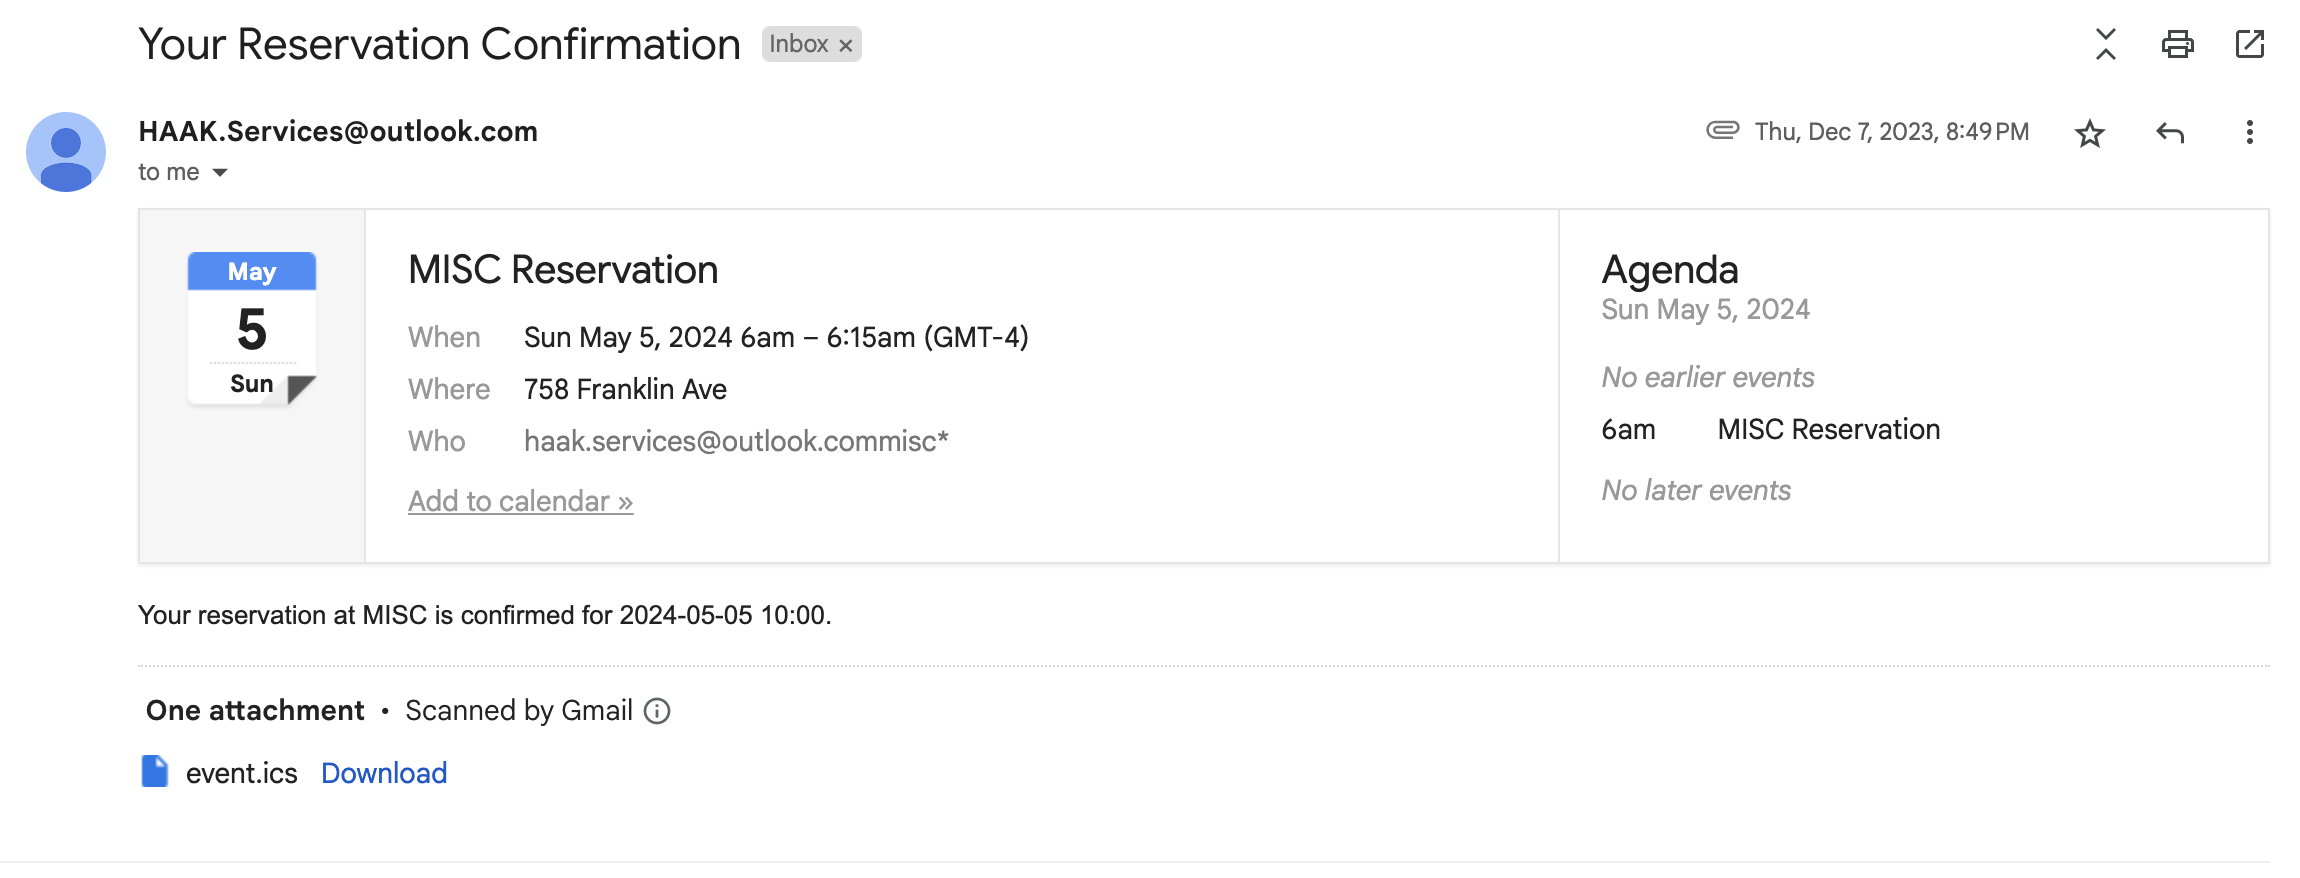 Your Reservation Confirmation Inbox ×
HAAK.Services@outlook.com
Thu, Dec 7, 2023, 8:49 PM
to me
May
5
Sun
MISC Reservation
When Sun May 5, 2024 6am – 6:15am (GMT-4)
Where 758 Franklin Ave
Who haak.services@outlook.commisc*
Add to calendar »
Agenda
Sun May 5, 2024
No earlier events
6am MISC Reservation
No later events
Your reservation at MISC is confirmed for 2024-05-05 10:00.
One attachment • Scanned by Gmail
event.ics Download